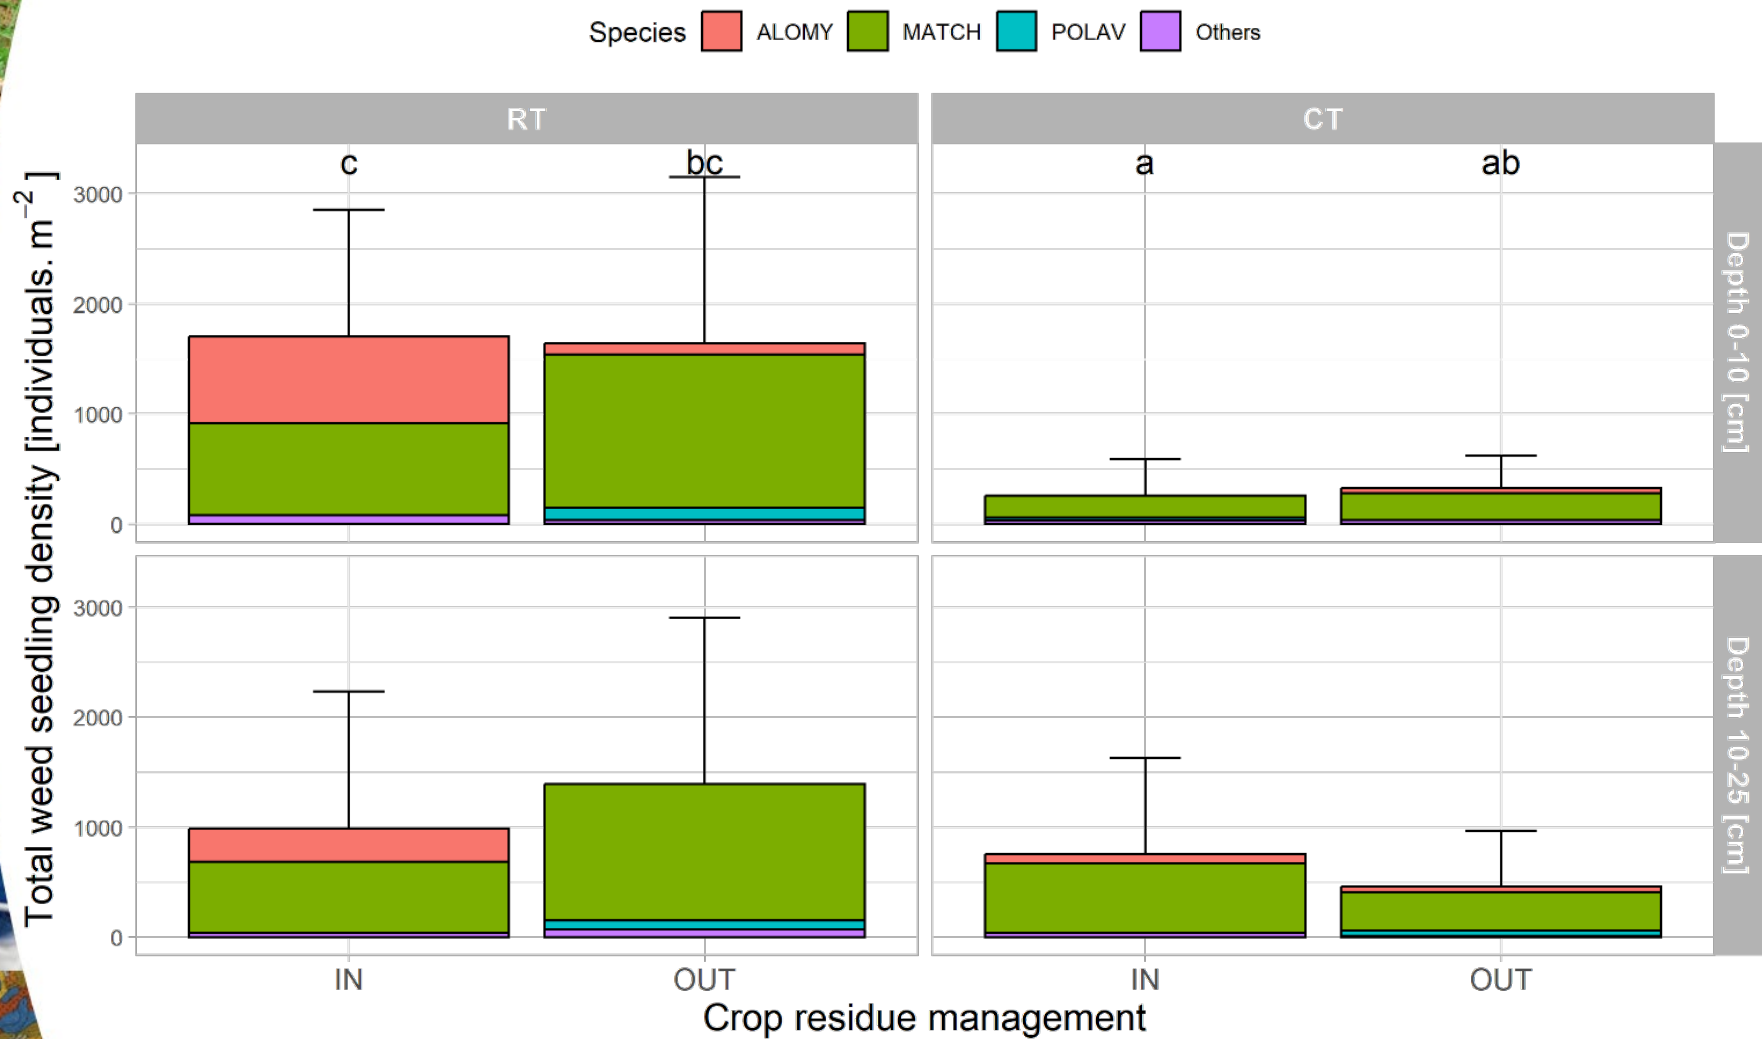 Species ALOMY MATCH POLAV Others
RT CT
c bc a ab
Total weed seedling density [individuals. m⁻² ]
3000
2000
1000
0
Depth 0-10 [cm]
3000
2000
1000
0
Depth 10-25 [cm]
IN OUT IN OUT
Crop residue management